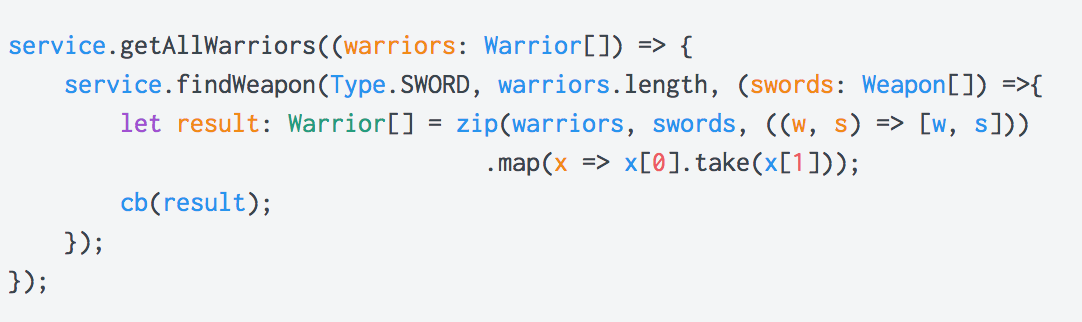 service.getAllWarriors((warriors: Warrior[]) => {
    service.findWeapon(Type.SWORD, warriors.length, (swords: Weapon[]) =>{
        let result: Warrior[] = zip(warriors, swords, ((w, s) => [w, s]))
                                  .map(x => x[0].take(x[1]));
        cb(result);
    });
});